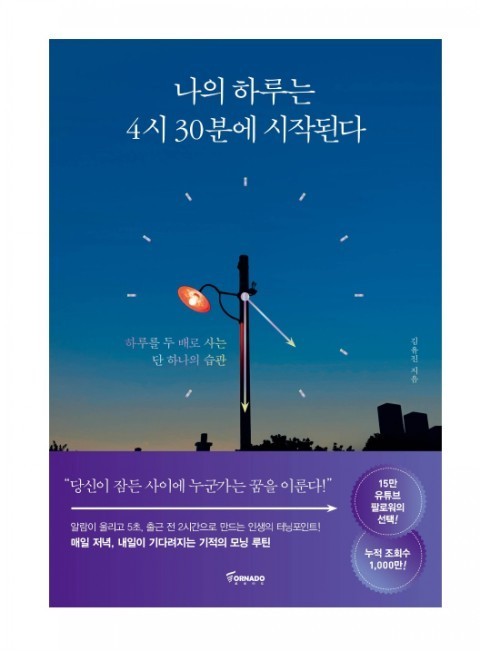 나의 하루는
4시 30분에 시작된다
하루를 두 배로 사는
단 하나의 습관
김유진 지음
“당신이 잠든 사이에 누군가는 꿈을 이룬다!”
알람이 울리고 5초, 출근 전 2시간으로 만드는 인생의 터닝포인트!
매일 저녁, 내일이 기다려지는 기적의 모닝 루틴
15만
유튜브
팔로워의
선택!
누적 조회수
1,000만!
TORNADO
토네이도